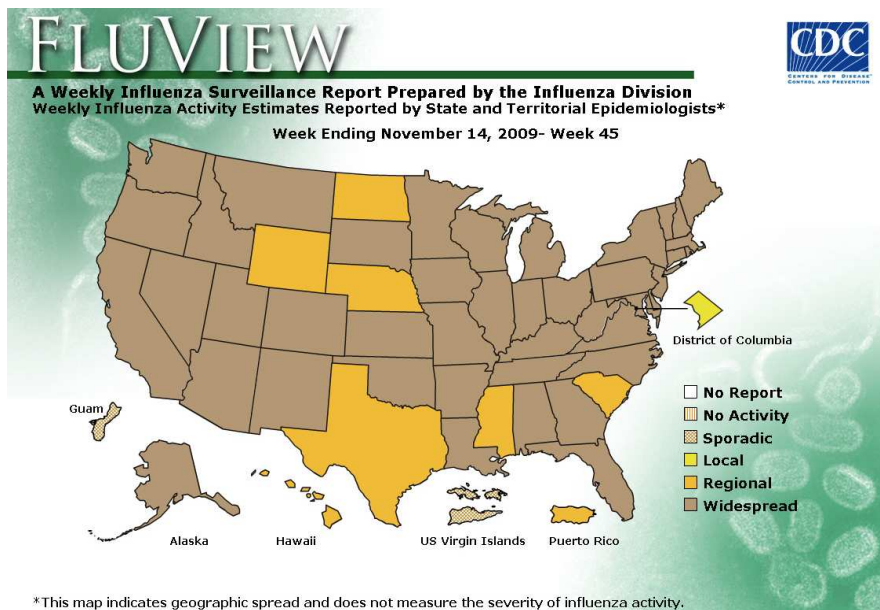 FLUVIEW
CDC
CENTERS FOR DISEASE
CONTROL AND PREVENTION
A Weekly Influenza Surveillance Report Prepared by the Influenza Division
Weekly Influenza Activity Estimates Reported by State and Territorial Epidemiologists*
Week Ending November 14, 2009- Week 45
District of Columbia
Guam
No Report
No Activity
Sporadic
Local
Regional
Widespread
Alaska
Hawaii
US Virgin Islands
Puerto Rico
*This map indicates geographic spread and does not measure the severity of influenza activity.